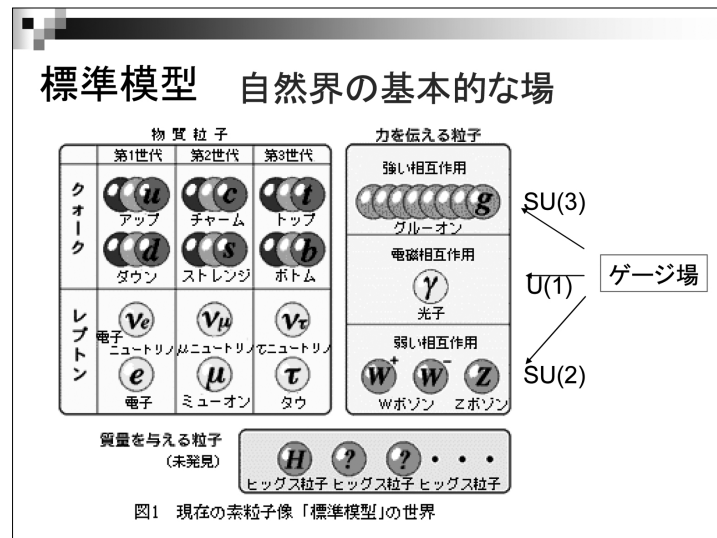 標準模型 自然界の基本的な場
物質粒子
第1世代 第2世代 第3世代
クォーク
u c t
アップ チャーム トップ
d s b
ダウン ストレンジ ボトム
レプトン
νe νμ ντ
電子ニュートリノ μニュートリノ τニュートリノ
e μ τ
電子 ミューオン タウ
力を伝える粒子
強い相互作用
g
グルーオン
電磁相互作用
γ
光子
弱い相互作用
W+ W- Z
Wボソン Zボソン
SU(3)
U(1)
SU(2)
ゲージ場
質量を与える粒子
(未発見)
H ? ? ・・・
ヒッグス粒子 ヒッグス粒子 ヒッグス粒子
図1 現在の素粒子像「標準模型」の世界